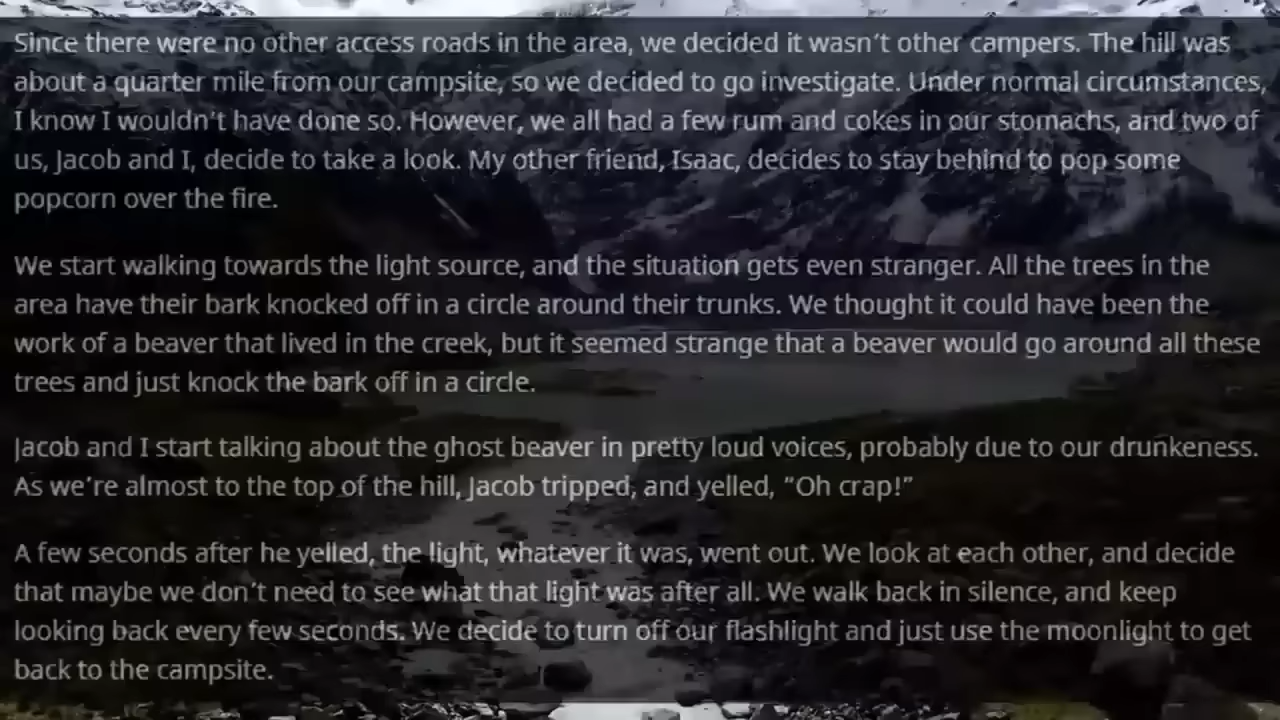 Since there were no other access roads in the area, we decided it wasn’t other campers. The hill was
about a quarter mile from our campsite, so we decided to go investigate. Under normal circumstances,
I know I wouldn’t have done so. However, we all had a few rum and cokes in our stomachs, and two of
us, Jacob and I, decide to take a look. My other friend, Isaac, decides to stay behind to pop some
popcorn over the fire.
We start walking towards the light source, and the situation gets even stranger. All the trees in the
area have their bark knocked off in a circle around their trunks. We thought it could have been the
work of a beaver that lived in the creek, but it seemed strange that a beaver would go around all these
trees and just knock the bark off in a circle.
Jacob and I start talking about the ghost beaver in pretty loud voices, probably due to our drunkeness.
As we’re almost to the top of the hill, Jacob tripped, and yelled, “Oh crap!”
A few seconds after he yelled, the light, whatever it was, went out. We look at each other, and decide
that maybe we don’t need to see what that light was after all. We walk back in silence, and keep
looking back every few seconds. We decide to turn off our flashlight and just use the moonlight to get
back to the campsite.